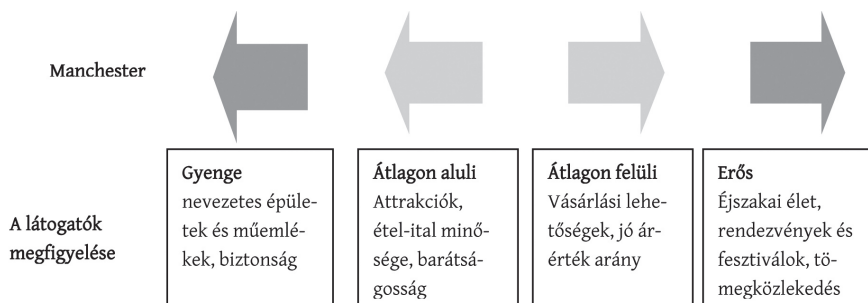 Manchester
A látogatók
megfigyelése
Gyenge
nevezetes épüle-
tek és műemlé-
kek, biztonság
Átlagon aluli
Attrakciók,
étel-ital minő-
sége, barátsá-
gosság
Átlagon felüli
Vásárlási lehe-
tőségek, jó ár-
érték arány
Erős
Éjszakai élet,
rendezvények és
fesztiválok, tö-
megközlekedés